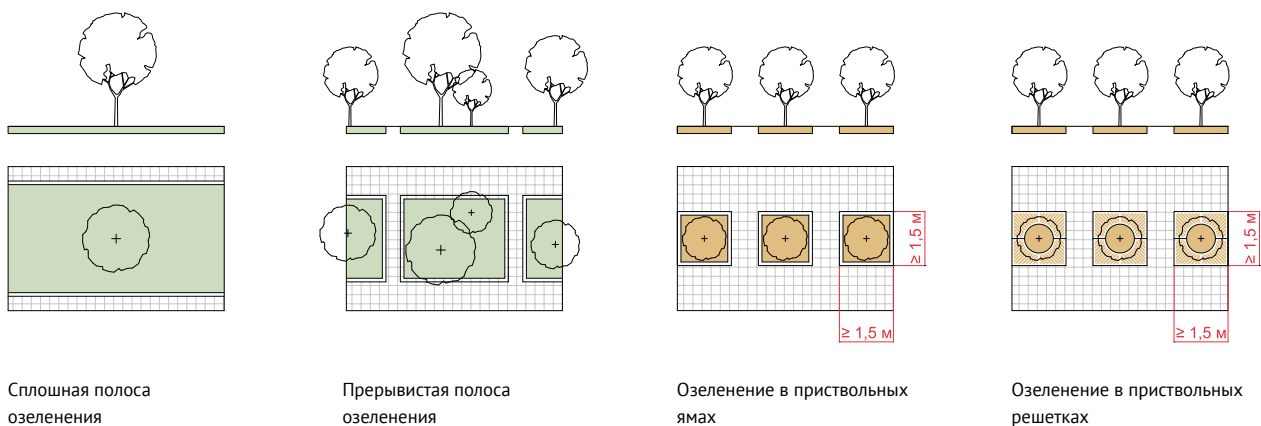 ≥ 1,5 м
≥ 1,5 м
≥ 1,5 м
≥ 1,5 м
Сплошная полоса
озеленения
Прерывистая полоса
озеленения
Озеленение в приствольных
ямах
Озеленение в приствольных
решетках